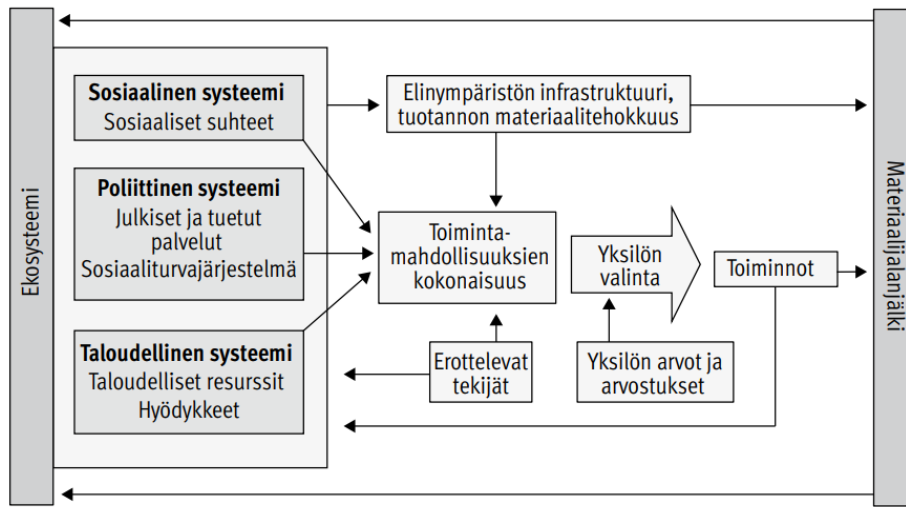 Ekosysteemi
Sosiaalinen systeemi
Sosiaaliset suhteet
Poliittinen systeemi
Julkiset ja tuetut
palvelut
Sosiaaliturvajärjestelmä
Taloudellinen systeemi
Taloudelliset resurssit
Hyödykkeet
Elinympäristön infrastruktuuri,
tuotannon materiaalitehokkuus
Toiminta-
mahdollisuuksien
kokonaisuus
Erottelevat
tekijät
Yksilön
valinta
Yksilön arvot ja
arvostukset
Toiminnot
Materiaalijalanjälki